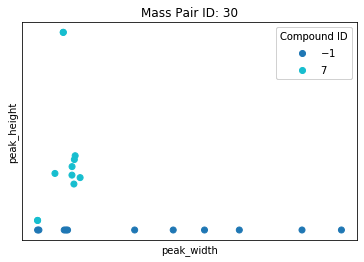 Mass Pair ID: 30
Compound ID
−1
7
peak_height
peak_width